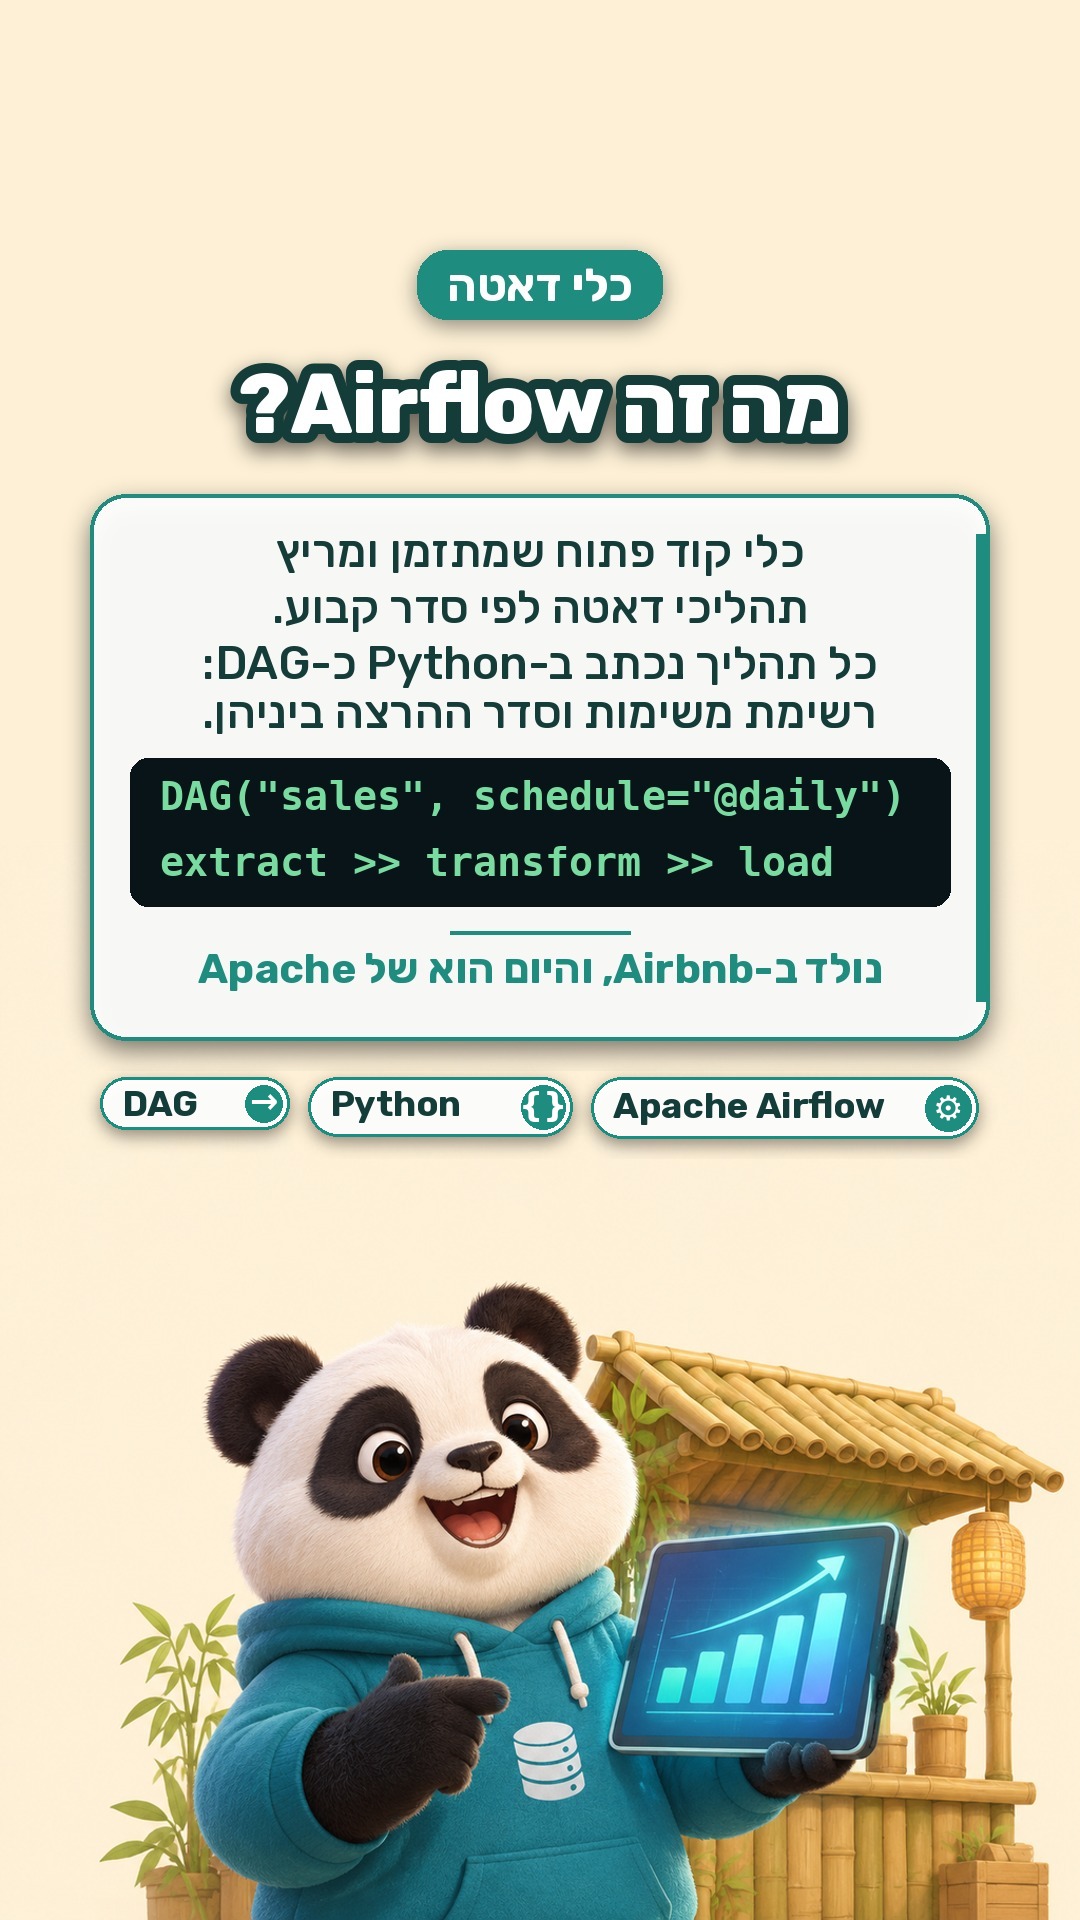 כלי דאטה
מה זה Airflow?
כלי קוד פתוח שמתזמן ומריץ
תהליכי דאטה לפי סדר קבוע.
כל תהליך נכתב ב-Python כ-DAG:
רשימת משימות וסדר ההרצה ביניהן.
DAG("sales", schedule="@daily")
extract >> transform >> load
נולד ב-Airbnb, והיום הוא של Apache
Apache Airflow ⚙
Python {}
DAG →